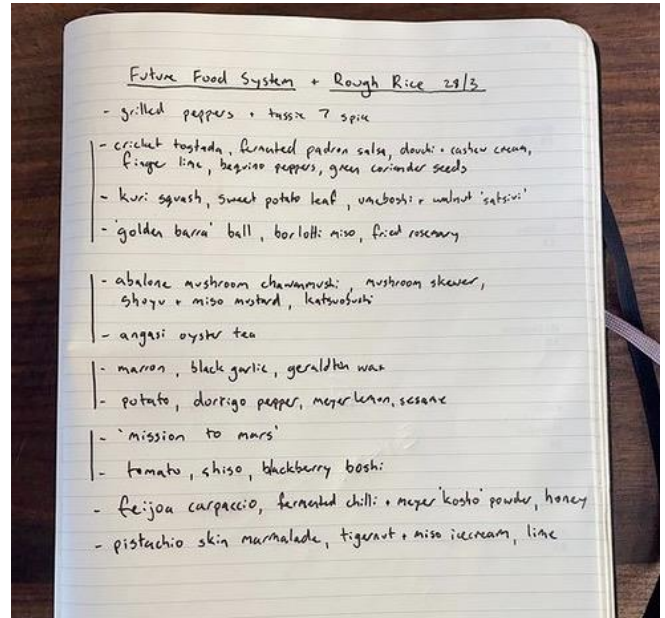 Future Food System + Rough Rice 28/3
- grilled peppers + tassie 7 spice
- cricket tostada, fermented padron salsa, douchi + cashew cream,
finger lime, bequino peppers, green coriander seeds
- kuri squash, sweet potato leaf, umeboshi + walnut 'satsivi'
- 'golden barra' ball, borlotti miso, fried rosemary
- abalone mushroom chawanmushi, mushroom skewer,
shoyu + miso mustard, katsuobushi
- angasi oyster tea
- marron, black garlic, geraldton wax
- potato, dorrigo pepper, meyer lemon, sesame
- 'mission to mars'
- tomato, shiso, blackberry boshi
- feijoa carpaccio, fermented chilli + meyer 'kosho' powder, honey
- pistachio skin marmalade, tigernut + miso icecream, lime